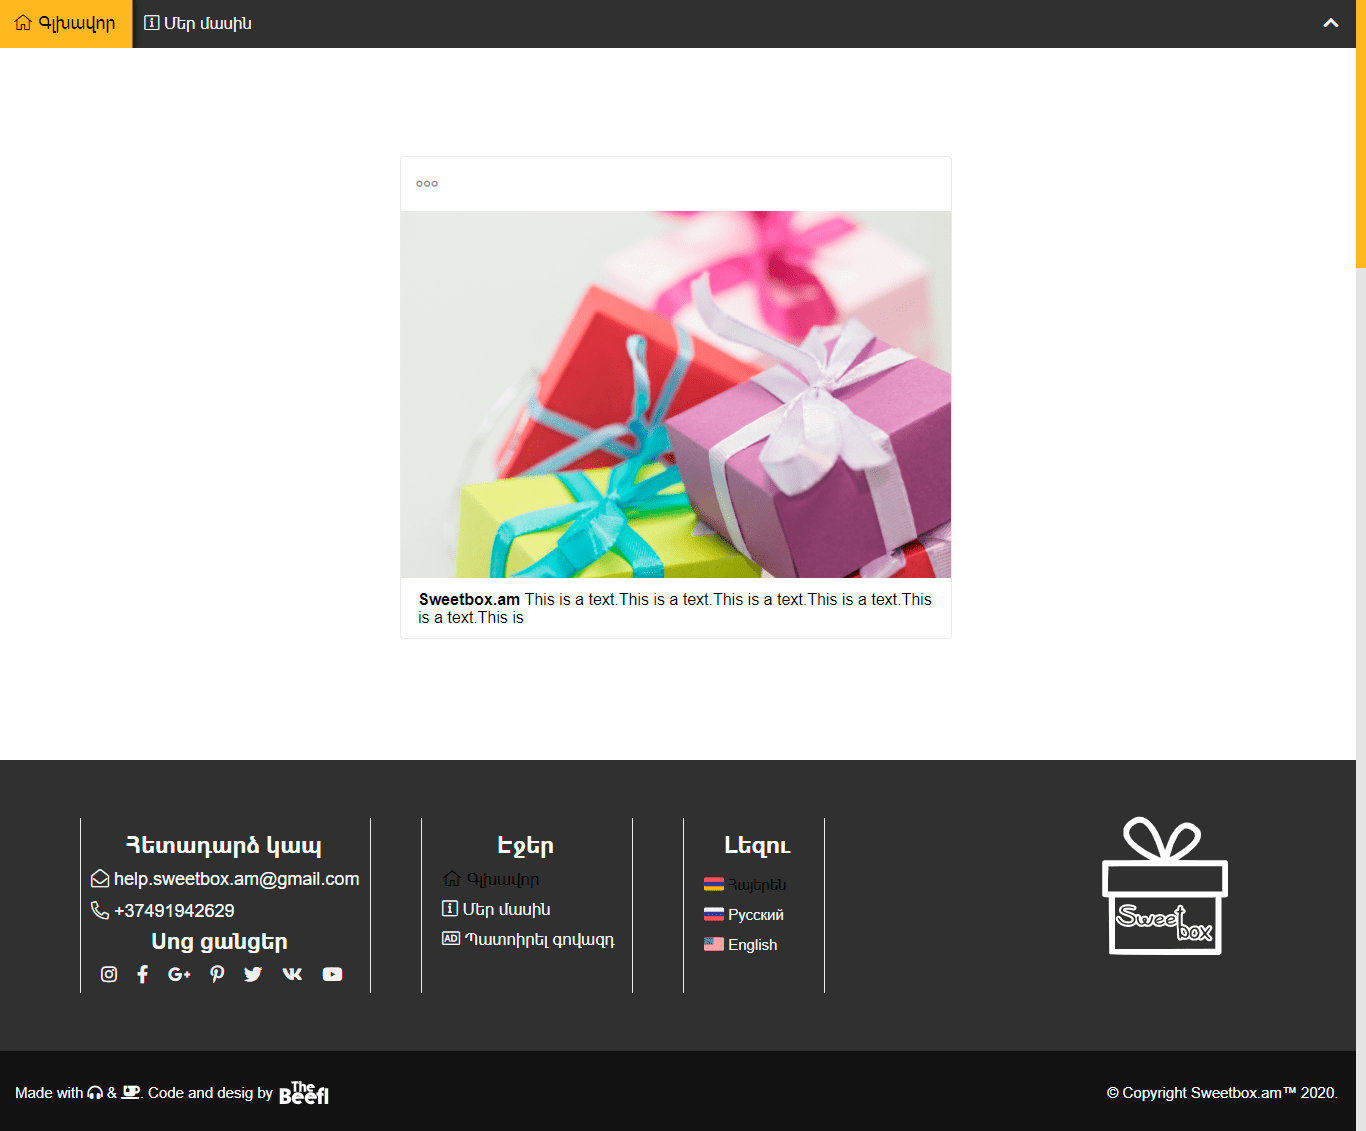 Գլխավոր Մեր մասին
Sweetbox.am This is a text.This is a text.This is a text.This is a text.This
is a text.This is
Հետադարձ կապ
help.sweetbox.am@gmail.com
+37491942629
Սոց ցանցեր
Էջեր
Գլխավոր
Մեր մասին
AD Պատոիրել գովազդ
Լեզու
Հայերեն
Русский
English
Sweet
box
Made with & . Code and desig by The Beefl
© Copyright Sweetbox.am™ 2020.